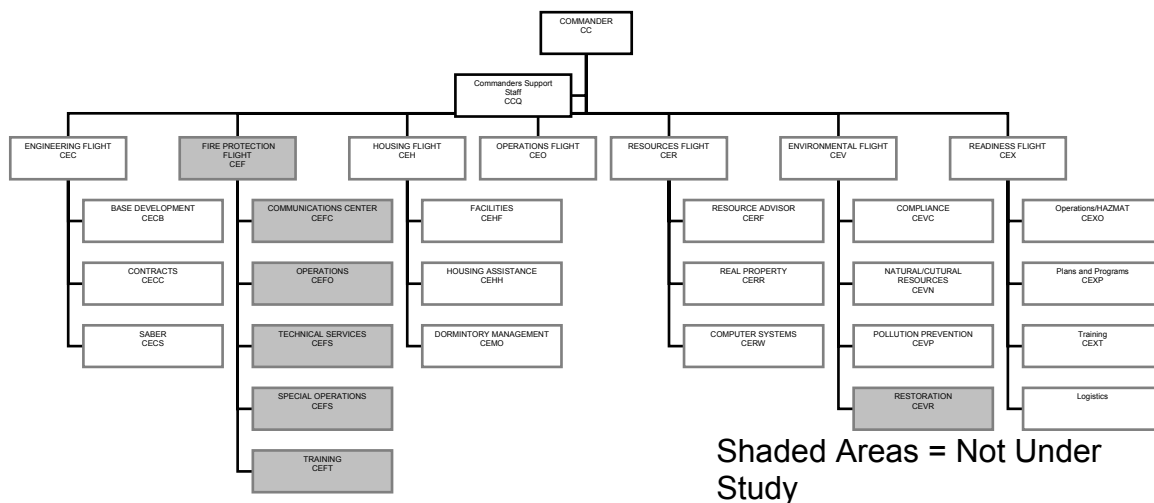 COMMANDER
CC
Commanders Support
Staff
CCQ
ENGINEERING FLIGHT
CEC
FIRE PROTECTION
FLIGHT
CEF
HOUSING FLIGHT
CEH
OPERATIONS FLIGHT
CEO
RESOURCES FLIGHT
CER
ENVIRONMENTAL FLIGHT
CEV
READINESS FLIGHT
CEX
BASE DEVELOPMENT
CECB
COMMUNICATIONS CENTER
CEFC
FACILITIES
CEHF
RESOURCE ADVISOR
CERF
COMPLIANCE
CEVC
Operations/HAZMAT
CEXO
CONTRACTS
CECC
OPERATIONS
CEFO
HOUSING ASSISTANCE
CEHH
REAL PROPERTY
CERR
NATURAL/CUTURAL
RESOURCES
CEVN
Plans and Programs
CEXP
SABER
CECS
TECHNICAL SERVICES
CEFS
DORMINTORY MANAGEMENT
CEMO
COMPUTER SYSTEMS
CERW
POLLUTION PREVENTION
CEVP
Training
CEXT
SPECIAL OPERATIONS
CEFS
RESTORATION
CEVR
Logistics
TRAINING
CEFT
Shaded Areas = Not Under
Study